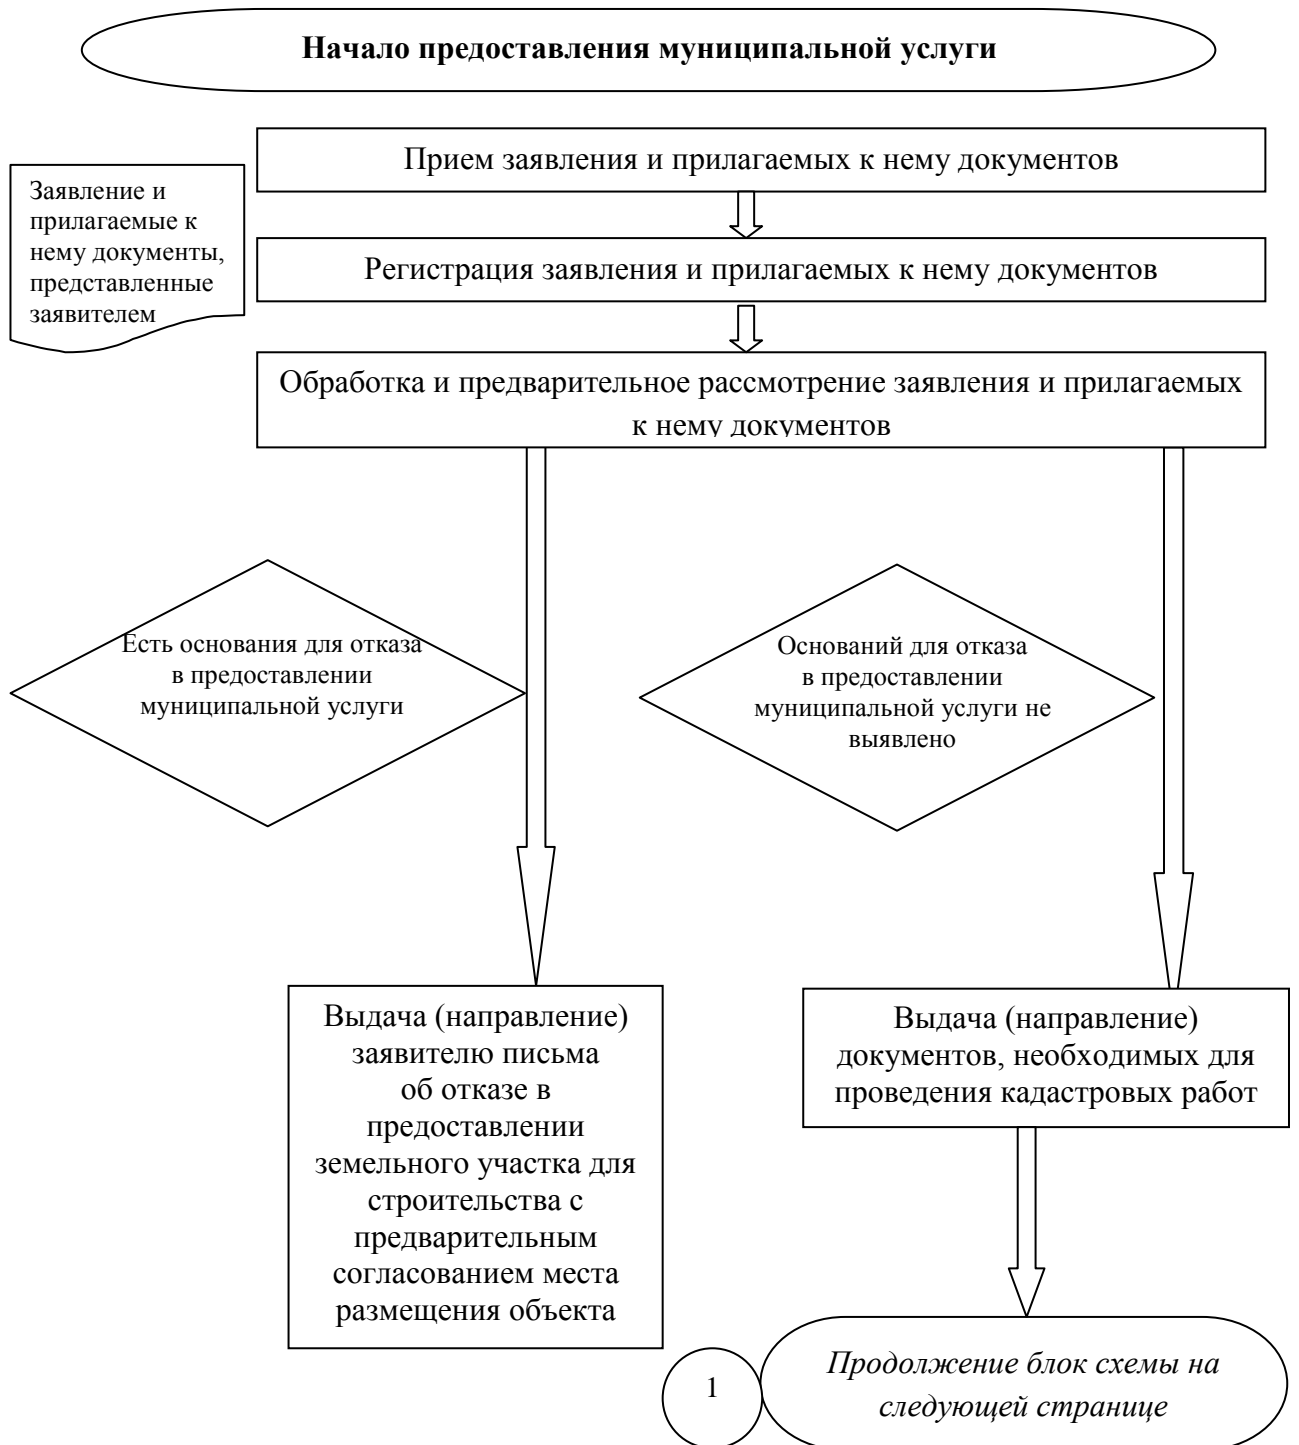 Начало предоставления муниципальной услуги
Прием заявления и прилагаемых к нему документов
Заявление и
прилагаемые к
нему документы,
представленные
заявителем
Регистрация заявления и прилагаемых к нему документов
Обработка и предварительное рассмотрение заявления и прилагаемых
к нему документов
Есть основания для отказа
в предоставлении
муниципальной услуги
Оснований для отказа
в предоставлении
муниципальной услуги не
выявлено
Выдача (направление)
заявителю письма
об отказе в
предоставлении
земельного участка для
строительства с
предварительным
согласованием места
размещения объекта
Выдача (направление)
документов, необходимых для
проведения кадастровых работ
1
Продолжение блок схемы на
следующей странице